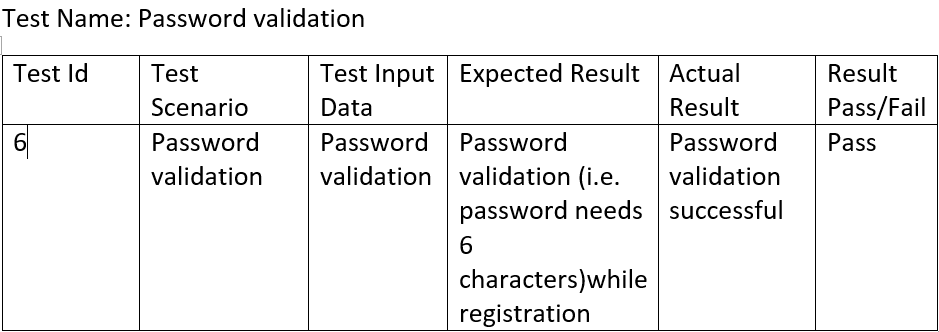 Test Name: Password validation
Test Id
Test
Scenario
Test Input
Data
Expected Result
Actual
Result
Result
Pass/Fail
6
Password
validation
Password
validation
Password
validation (i.e.
password needs
6
characters)while
registration
Password
validation
successful
Pass